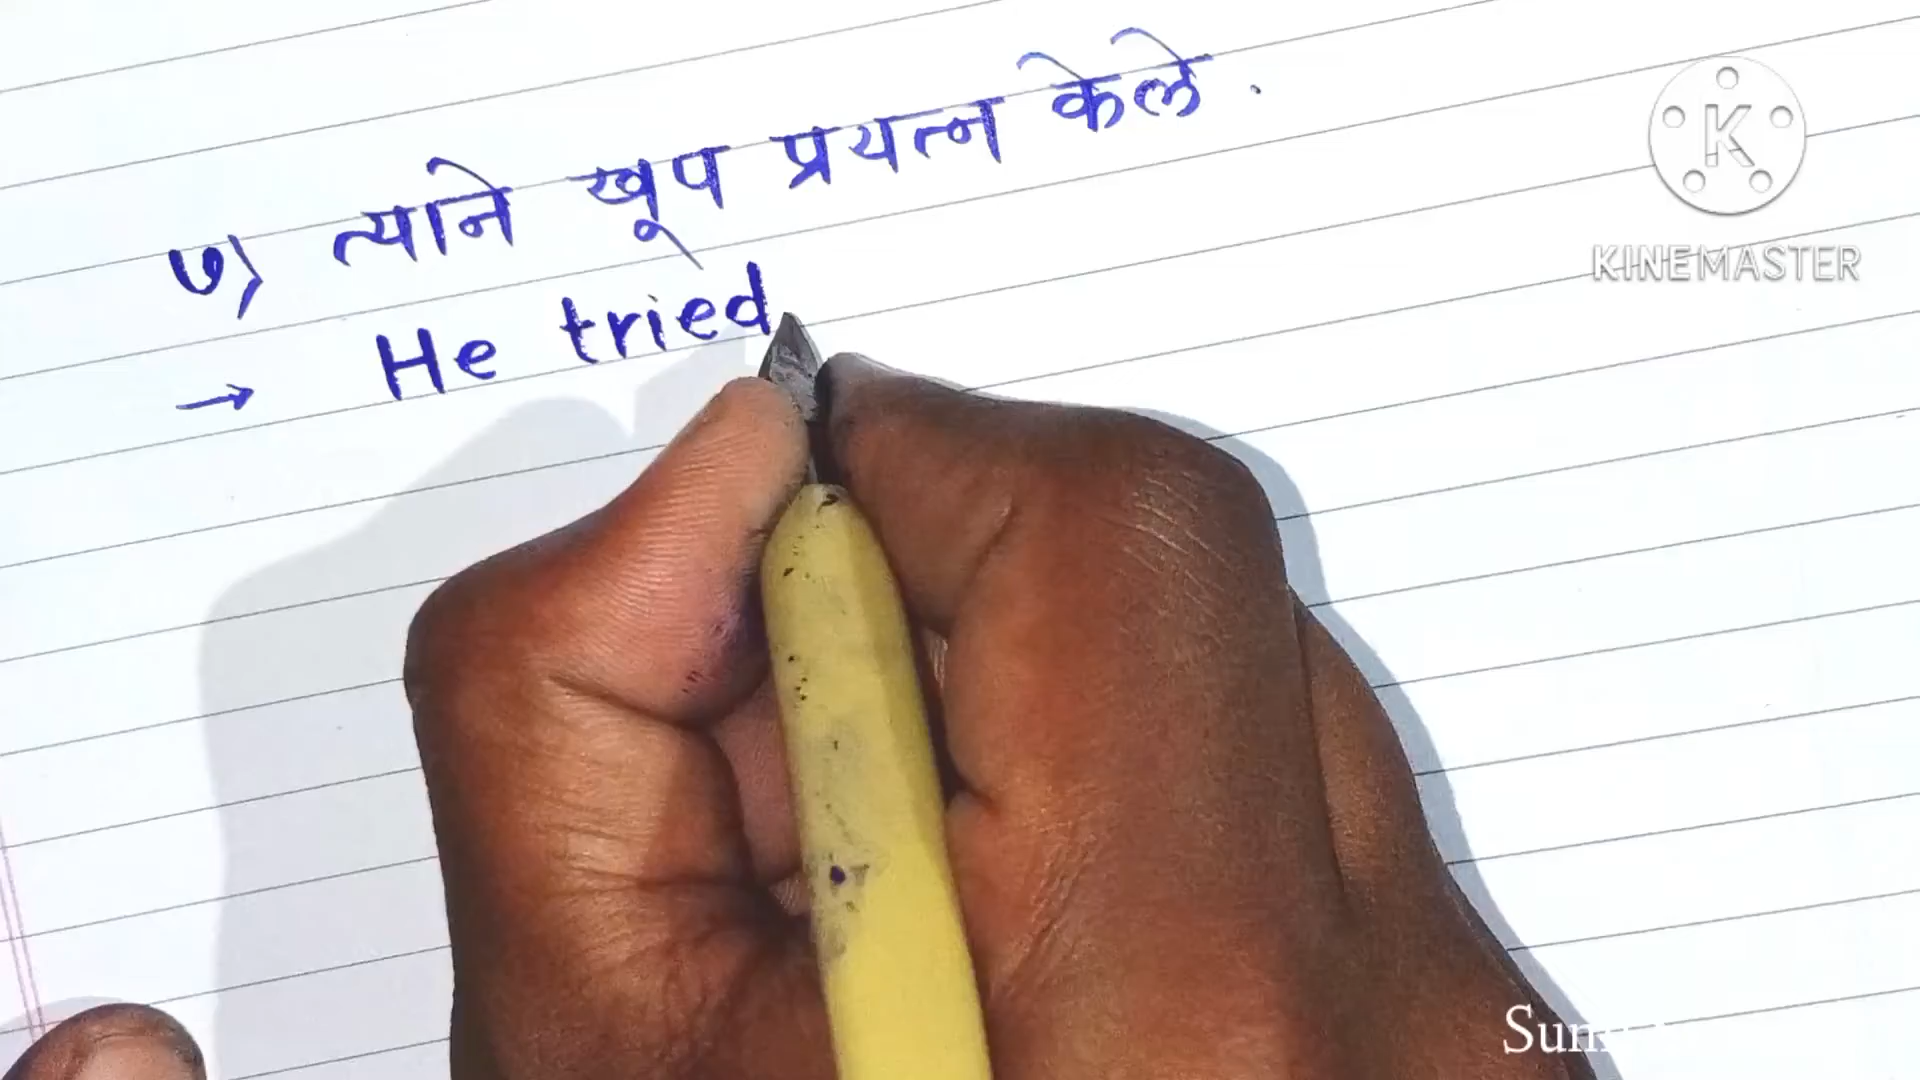 ७) त्याने खूप प्रयत्न केले.
→ He tried
K
KINEMASTER